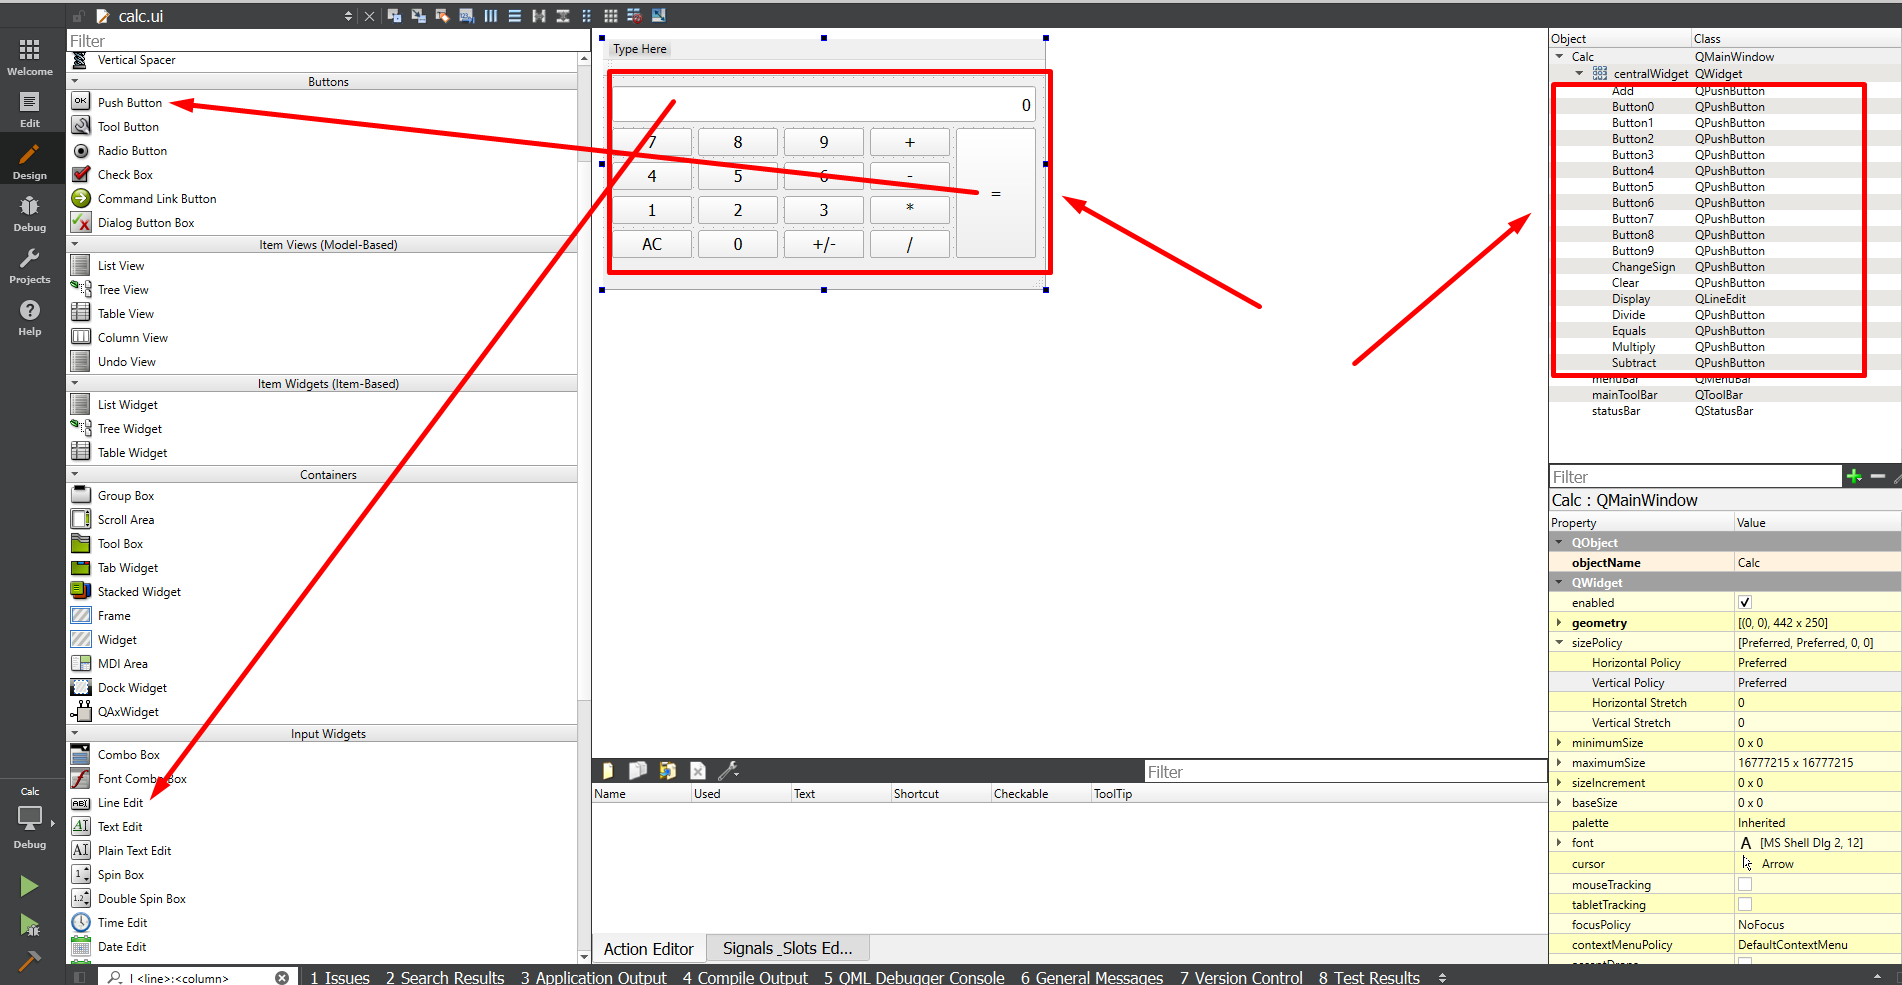 calc.ui
Welcome
Edit
Design
Debug
Projects
Help
Calc
Debug
Filter
Vertical Spacer
Buttons
Push Button
Tool Button
Radio Button
Check Box
Command Link Button
Dialog Button Box
Item Views (Model-Based)
List View
Tree View
Table View
Column View
Undo View
Item Widgets (Item-Based)
List Widget
Tree Widget
Table Widget
Containers
Group Box
Scroll Area
Tool Box
Tab Widget
Stacked Widget
Frame
Widget
MDI Area
Dock Widget
QAxWidget
Input Widgets
Combo Box
Font Combo Box
Line Edit
Text Edit
Plain Text Edit
Spin Box
Double Spin Box
Time Edit
Date Edit
Type Here
0
7 8 9 +
4 5 6 - =
1 2 3 *
AC 0 +/- /
Filter
Name Used Text Shortcut Checkable ToolTip
Action Editor Signals _Slots Ed...
Object Class
Calc QMainWindow
centralWidget QWidget
Add QPushButton
Button0 QPushButton
Button1 QPushButton
Button2 QPushButton
Button3 QPushButton
Button4 QPushButton
Button5 QPushButton
Button6 QPushButton
Button7 QPushButton
Button8 QPushButton
Button9 QPushButton
ChangeSign QPushButton
Clear QPushButton
Display QLineEdit
Divide QPushButton
Equals QPushButton
Multiply QPushButton
Subtract QPushButton
menuBar QMenuBar
mainToolBar QToolBar
statusBar QStatusBar
Filter
Calc : QMainWindow
Property Value
QObject
objectName Calc
QWidget
enabled
geometry [(0, 0), 442 x 250]
sizePolicy [Preferred, Preferred, 0, 0]
Horizontal Policy Preferred
Vertical Policy Preferred
Horizontal Stretch 0
Vertical Stretch 0
minimumSize 0 x 0
maximumSize 16777215 x 16777215
sizeIncrement 0 x 0
baseSize 0 x 0
palette Inherited
font A [MS Shell Dlg 2, 12]
cursor Arrow
mouseTracking
tabletTracking
focusPolicy NoFocus
contextMenuPolicy DefaultContextMenu
acceptDrops
<line>:<column>
1 Issues 2 Search Results 3 Application Output 4 Compile Output 5 QML Debugger Console 6 General Messages 7 Version Control 8 Test Results